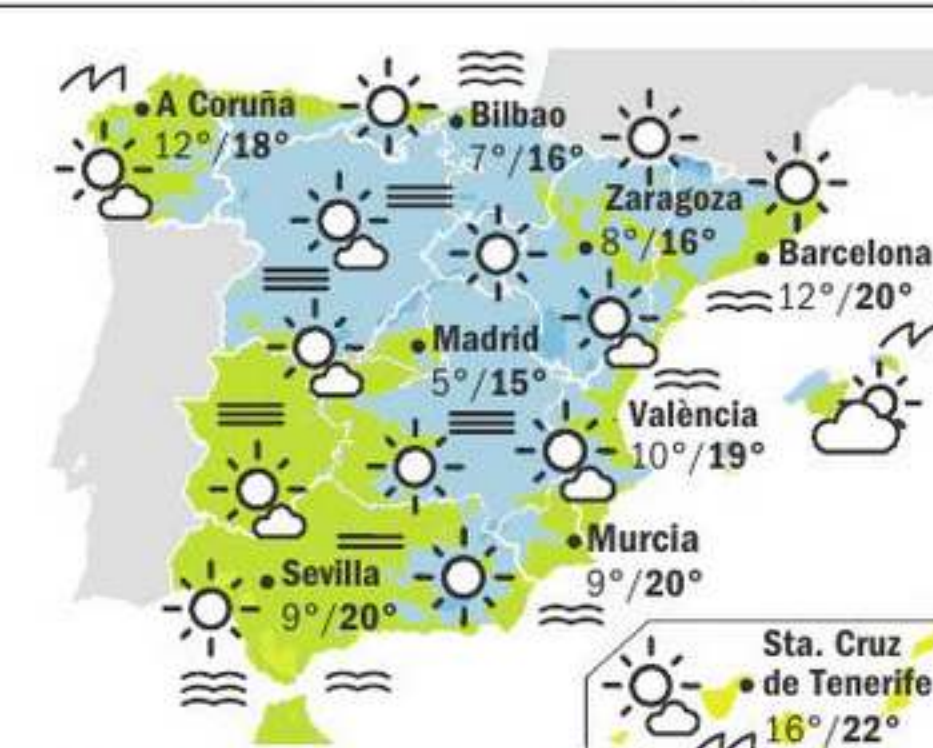 A Coruña
12°/18°
Bilbao
7°/16°
Zaragoza
8°/16°
Barcelona
12°/20°
Madrid
5°/15°
València
10°/19°
Murcia
9°/20°
Sevilla
9°/20°
Sta. Cruz
de Tenerife
16°/22°